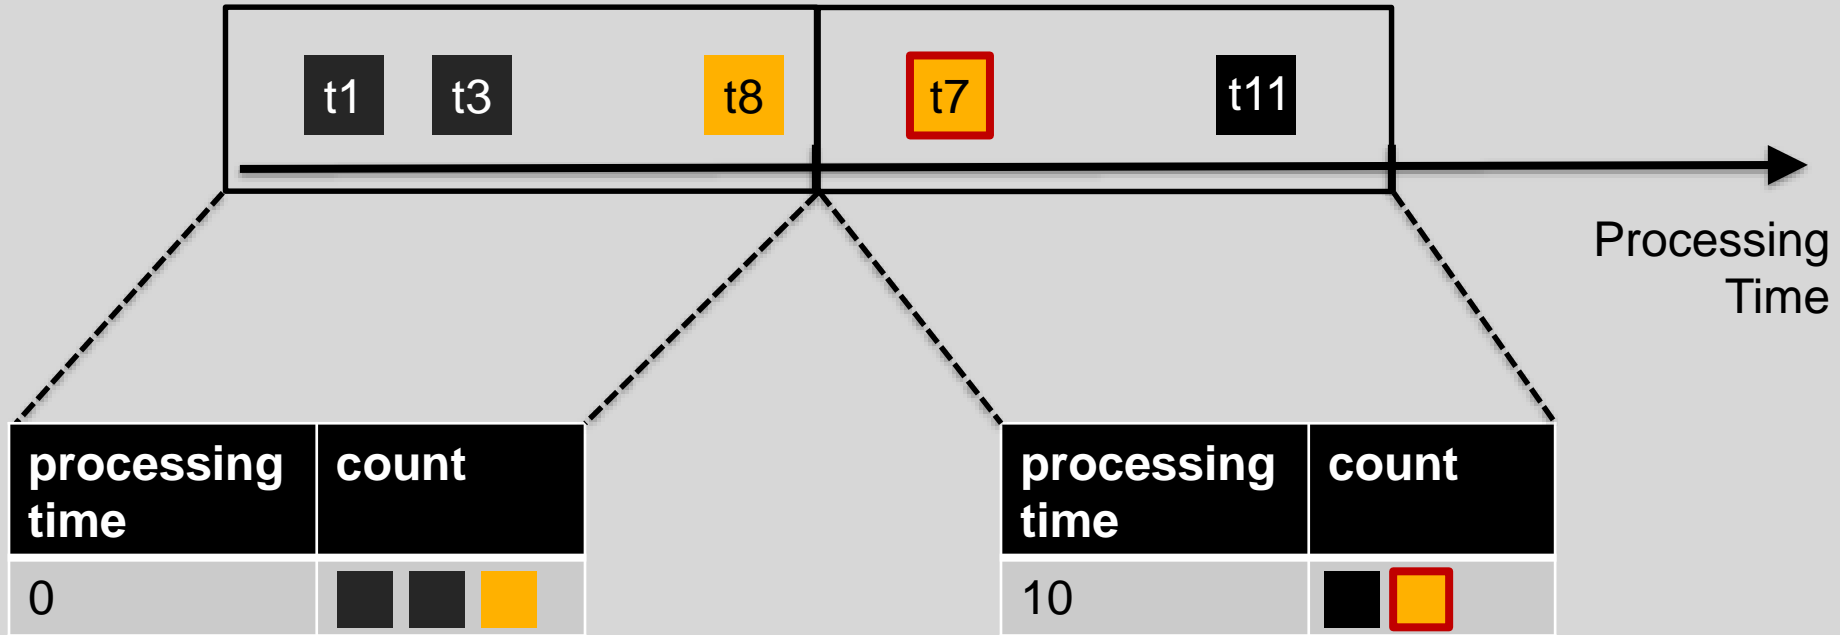 t1
t3
t8
t7
t11
Processing
Time
processing
time
count
0
processing
time
count
10